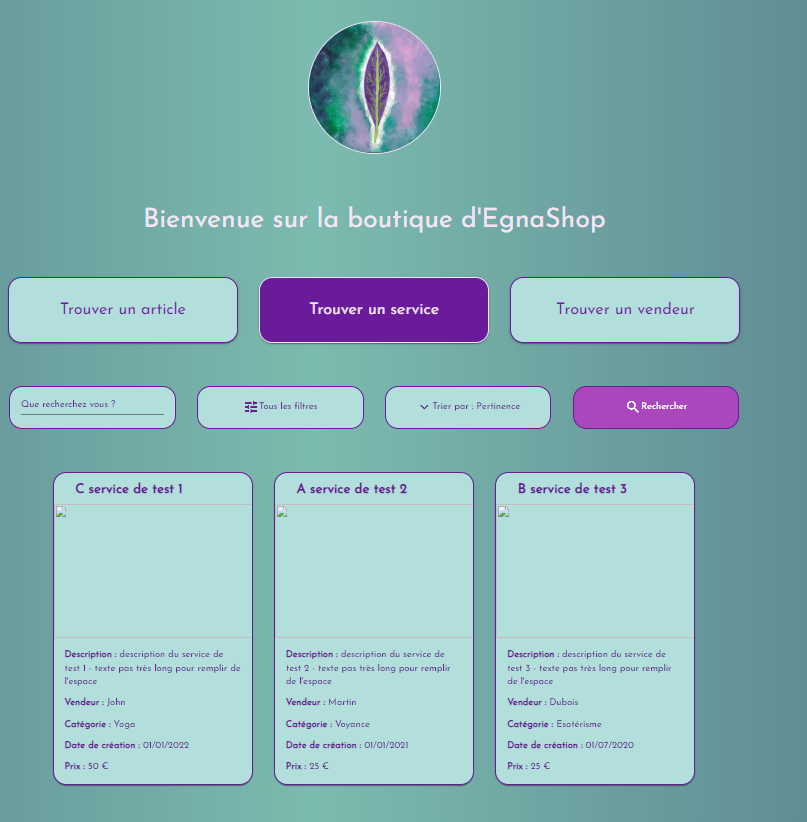 Bienvenue sur la boutique d'EgnaShop
Trouver un article
Trouver un service
Trouver un vendeur
Que recherchez vous ?
Tous les filtres
Trier par : Pertinence
Rechercher
C service de test 1
Description : description du service de
test 1 - texte pas très long pour remplir de
l'espace
Vendeur : John
Catégorie : Yoga
Date de création : 01/01/2022
Prix : 50 €
A service de test 2
Description : description du service de
test 2 - texte pas très long pour remplir
de l'espace
Vendeur : Martin
Catégorie : Voyance
Date de création : 01/01/2021
Prix : 25 €
B service de test 3
Description : description du service de
test 3 - texte pas très long pour remplir
de l'espace
Vendeur : Dubois
Catégorie : Esotérisme
Date de création : 01/07/2020
Prix : 25 €